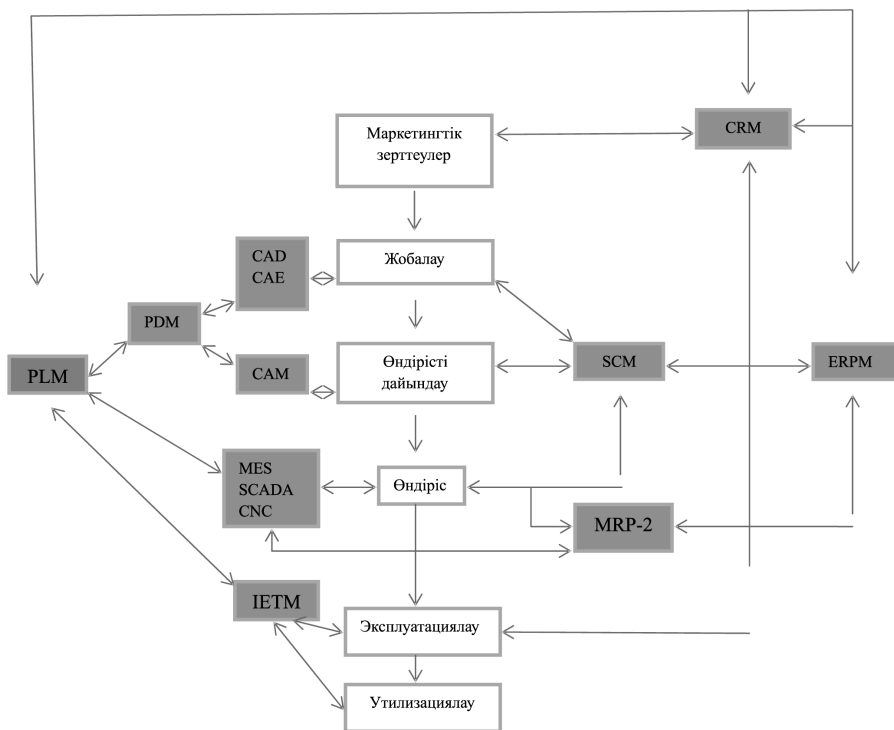 CRM
Маркетингтік
зерттеулер
CAD
CAE
Жобалау
PDM
PLM
CAM
Өндірісті
дайындау
SCM
ERPM
MES
SCADA
CNC
Өндіріс
MRP-2
IETM
Эксплуатациялау
Утилизациялау